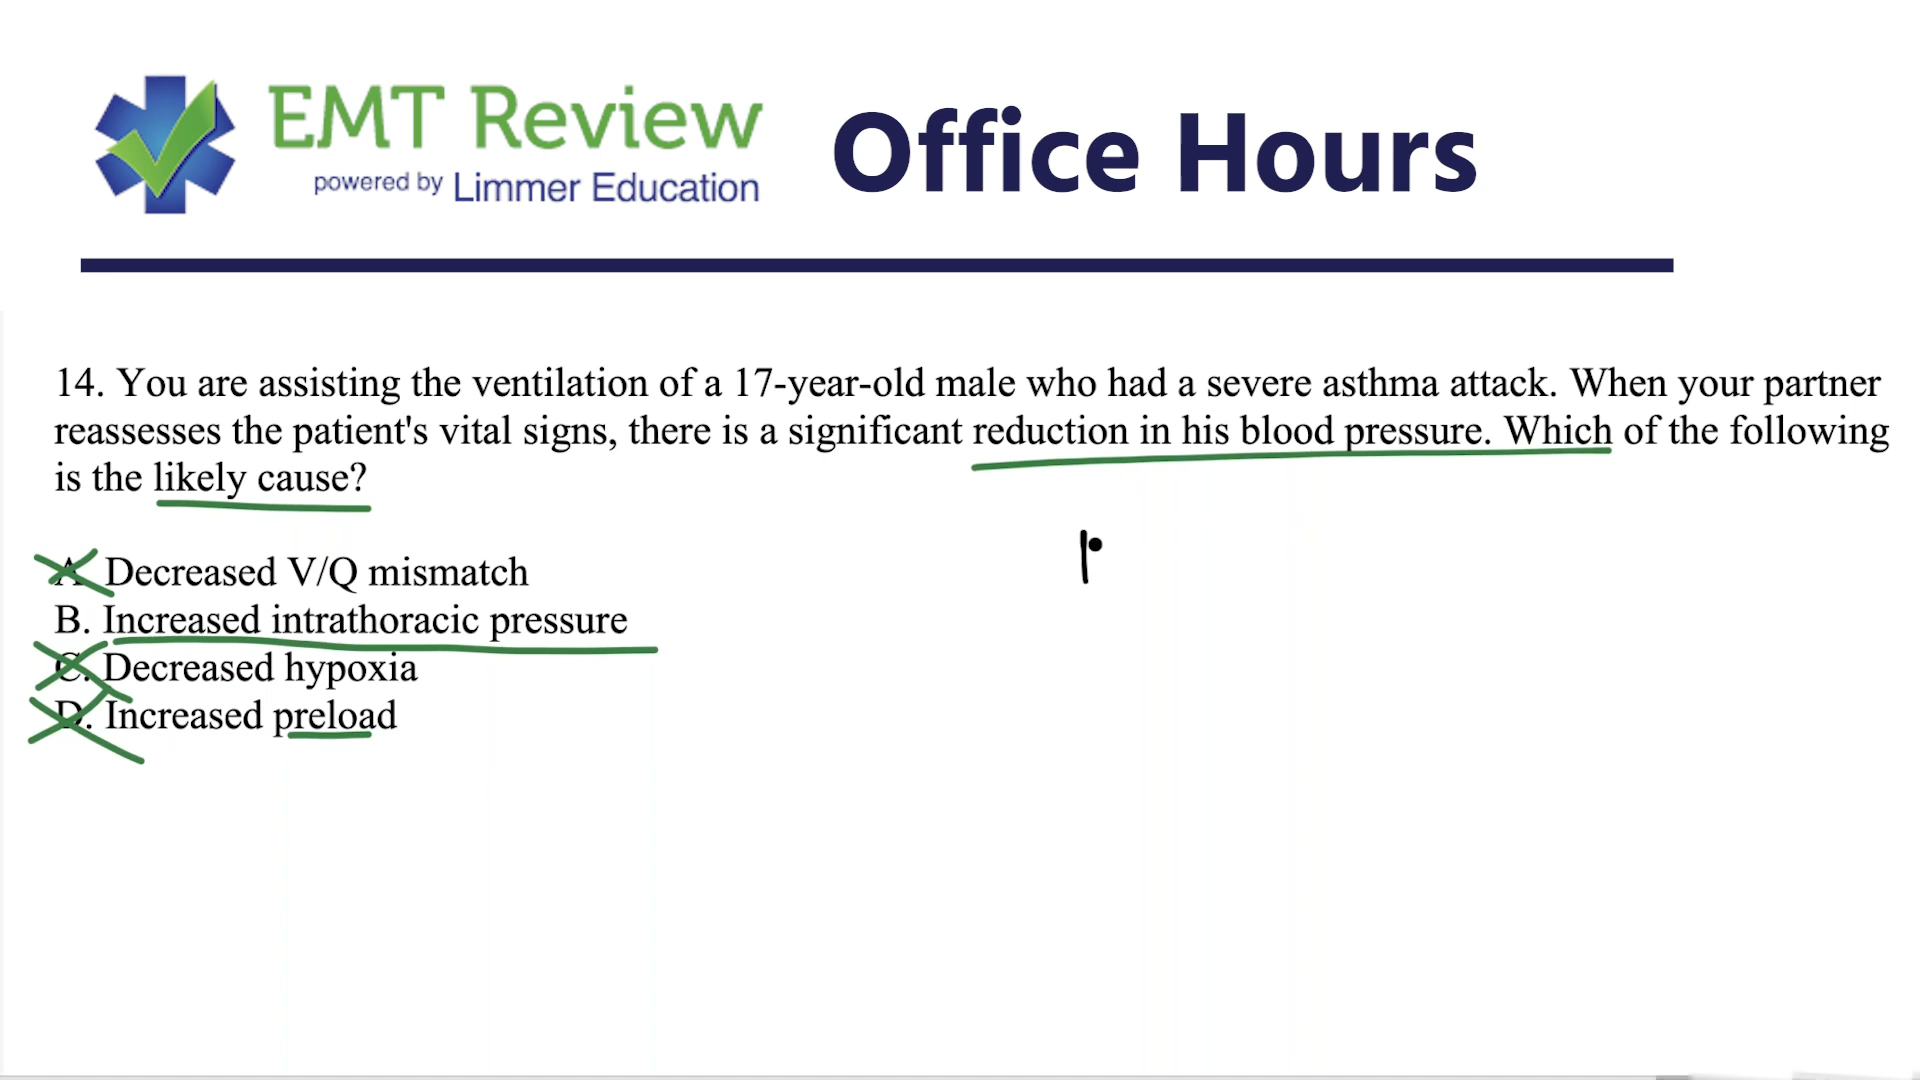 EMT Review
powered by Limmer Education
Office Hours
14. You are assisting the ventilation of a 17-year-old male who had a severe asthma attack. When your partner
reassesses the patient's vital signs, there is a significant reduction in his blood pressure. Which of the following
is the likely cause?
A. Decreased V/Q mismatch
B. Increased intrathoracic pressure
C. Decreased hypoxia
D. Increased preload